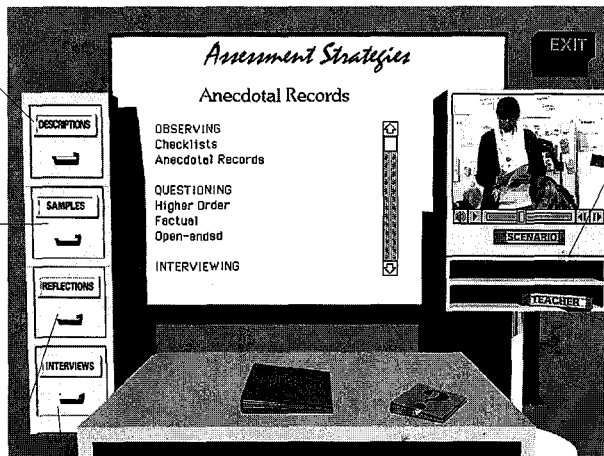 Assessment Strategies
EXIT
Anecdotal Records
DESCRIPTIONS
OBSERVING
Checklists
Anecdotal Records
SAMPLES
QUESTIONING
Higher Order
Factual
Open-ended
SCENARIO
INTERVIEWING
REFLECTIONS
TEACHER
INTERVIEWS